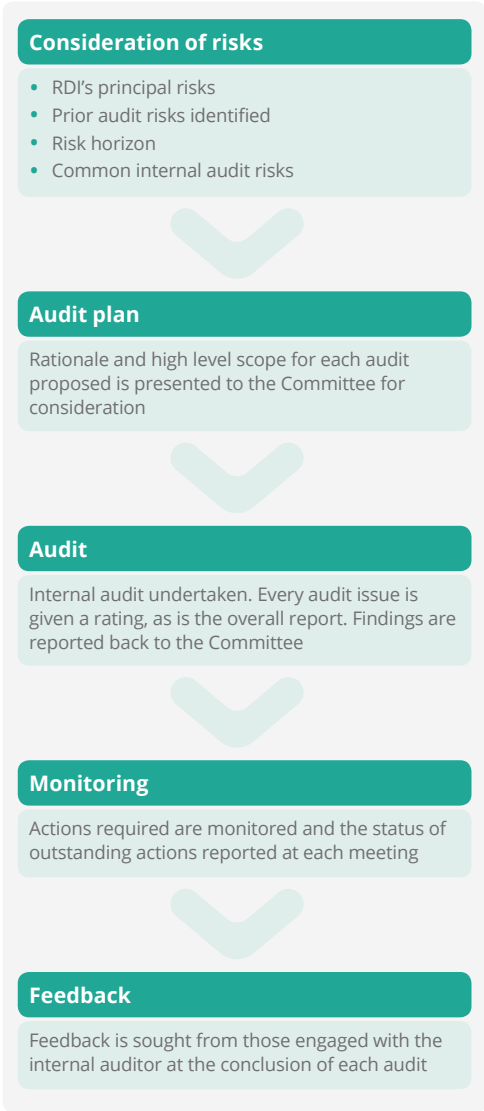 Consideration of risks
• RDI's principal risks
• Prior audit risks identified
• Risk horizon
• Common internal audit risks
Audit plan
Rationale and high level scope for each audit
proposed is presented to the Committee for
consideration
Audit
Internal audit undertaken. Every audit issue is
given a rating, as is the overall report. Findings are
reported back to the Committee
Monitoring
Actions required are monitored and the status of
outstanding actions reported at each meeting
Feedback
Feedback is sought from those engaged with the
internal auditor at the conclusion of each audit